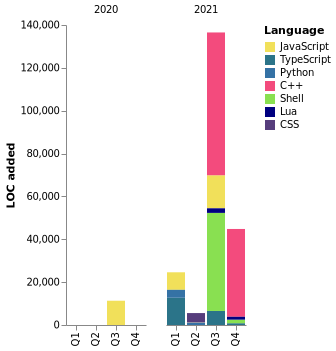 2020
2021
Language
JavaScript
TypeScript
Python
C++
Shell
Lua
CSS
LOC added
140,000
120,000
100,000
80,000
60,000
40,000
20,000
0
Q1
Q2
Q3
Q4
Q1
Q2
Q3
Q4